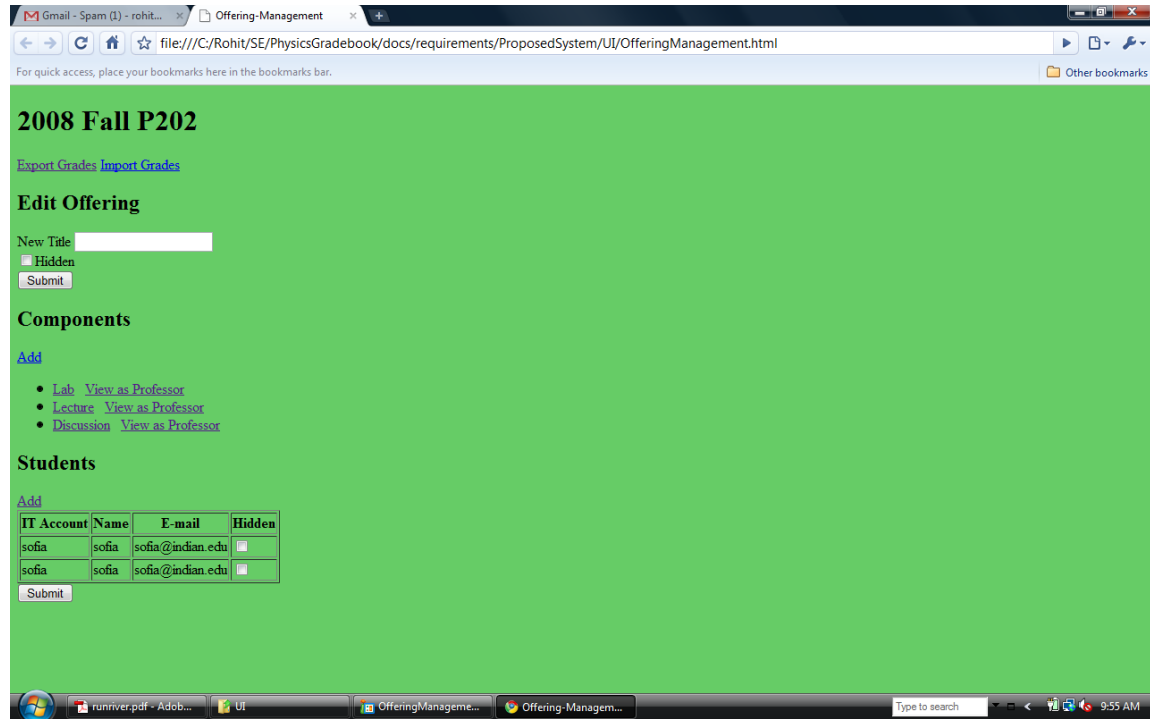 Gmail - Spam (1) - rohit...
Offering-Management
file:///C:/Rohit/SE/PhysicsGradebook/docs/requirements/ProposedSystem/UI/OfferingManagement.html
For quick access, place your bookmarks here in the bookmarks bar.
Other bookmarks
2008 Fall P202
Export Grades Import Grades
Edit Offering
New Title
Hidden
Submit
Components
Add
Lab View as Professor
Lecture View as Professor
Discussion View as Professor
Students
Add
IT Account Name E-mail Hidden
sofia sofia sofia@indian.edu
sofia sofia sofia@indian.edu
Submit
runriver.pdf - Adob... UI OfferingManageme... Offering-Managem... Type to search 9:55 AM